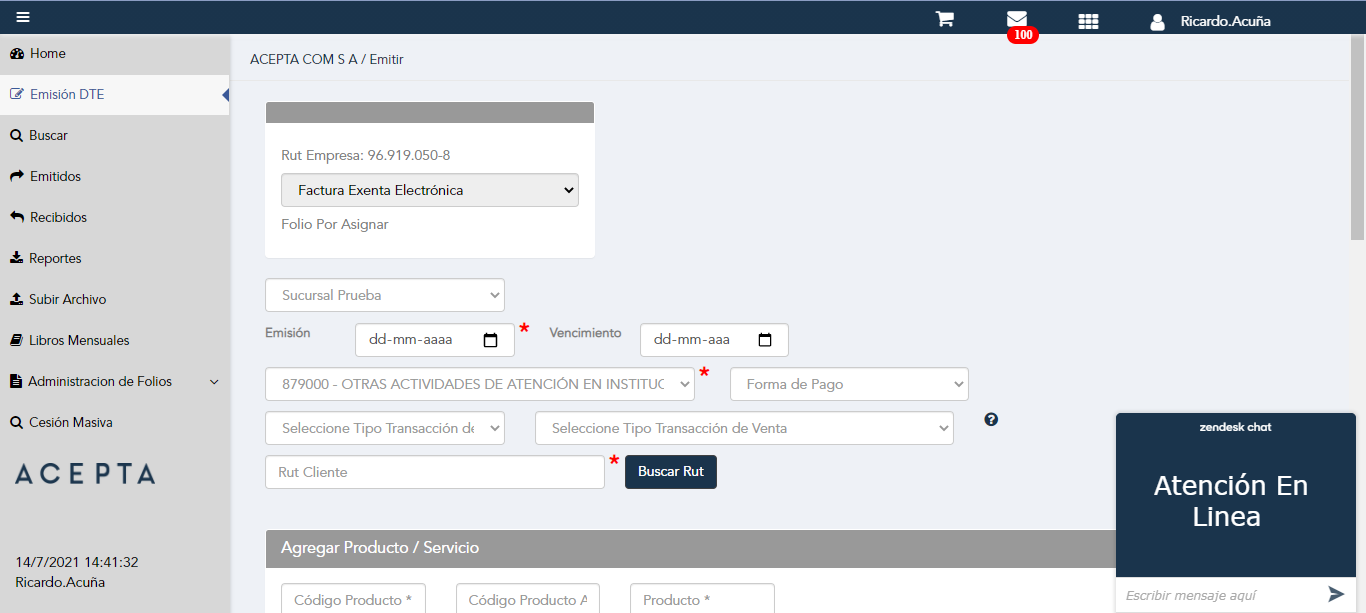 100
Ricardo.Acuña
Home
Emisión DTE
Buscar
Emitidos
Recibidos
Reportes
Subir Archivo
Libros Mensuales
Administracion de Folios
Cesión Masiva
ACEPTA
14/7/2021 14:41:32
Ricardo.Acuña
ACEPTA COM S A / Emitir
Rut Empresa: 96.919.050-8
Factura Exenta Electrónica
Folio Por Asignar
Sucursal Prueba
Emisión dd-mm-aaaa * Vencimiento dd-mm-aaa
879000 - OTRAS ACTIVIDADES DE ATENCIÓN EN INSTITUC * Forma de Pago
Seleccione Tipo Transacción de Seleccione Tipo Transacción de Venta ?
Rut Cliente * Buscar Rut
Agregar Producto / Servicio
Código Producto * Código Producto A Producto *
zendesk chat
Atención En
Linea
Escribir mensaje aquí